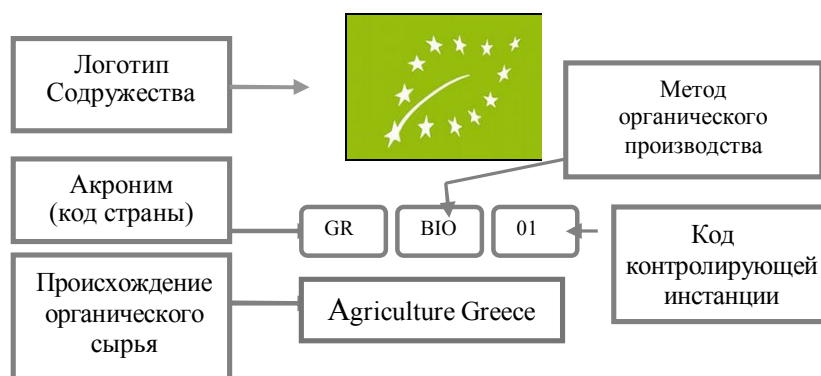 Логотип
Содружества
Метод
органического
производства
Акроним
(код страны)
GR
BIO
01
Код
контролирующей
инстанции
Происхождение
органического
сырья
Agriculture Greece